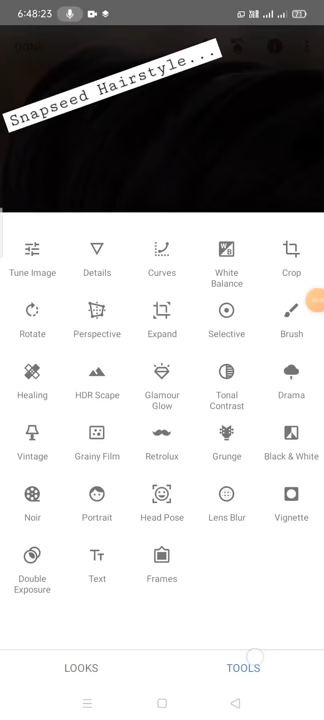 6:48:23
71
DONE
Snapseed Hairstyle...
Tune Image
Details
Curves
White
Balance
Crop
Rotate
Perspective
Expand
Selective
Brush
Healing
HDR Scape
Glamour
Glow
Tonal
Contrast
Drama
Vintage
Grainy Film
Retrolux
Grunge
Black & White
Noir
Portrait
Head Pose
Lens Blur
Vignette
Double
Exposure
Text
Frames
LOOKS
TOOLS